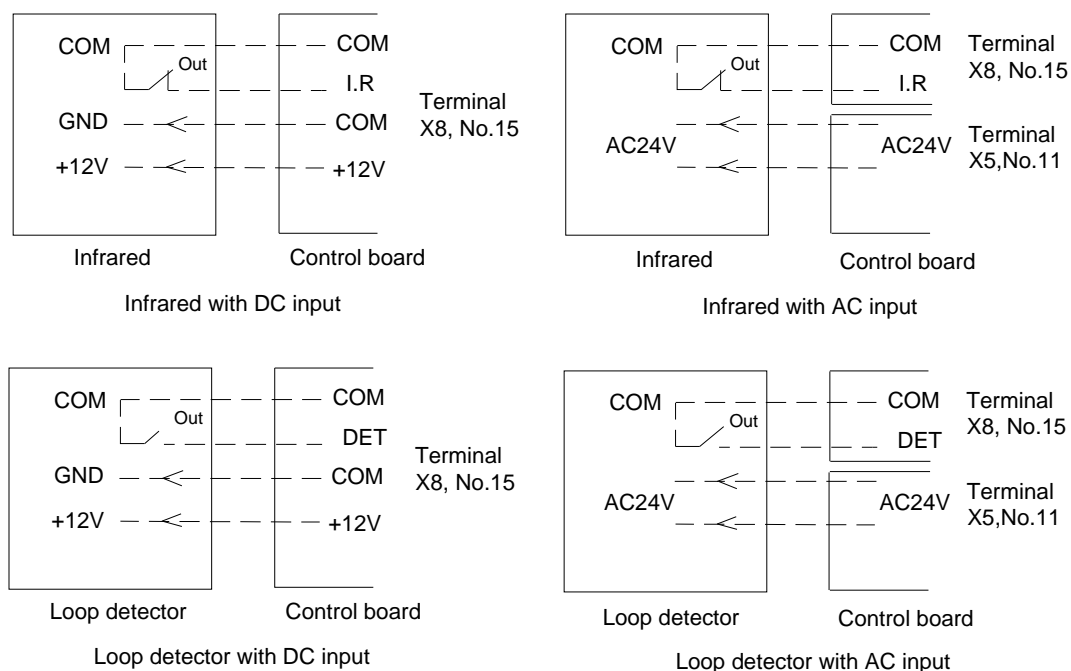 COM
Out
GND
+12V
COM
I.R
COM
+12V
Terminal
X8, No.15
Infrared
Control board
Infrared with DC input
COM
Out
AC24V
COM
I.R
AC24V
Terminal
X8, No.15
Terminal
X5,No.11
Infrared
Control board
Infrared with AC input
COM
Out
GND
+12V
COM
DET
COM
+12V
Terminal
X8, No.15
Loop detector
Control board
Loop detector with DC input
COM
Out
AC24V
COM
DET
AC24V
Terminal
X8, No.15
Terminal
X5,No.11
Loop detector
Control board
Loop detector with AC input